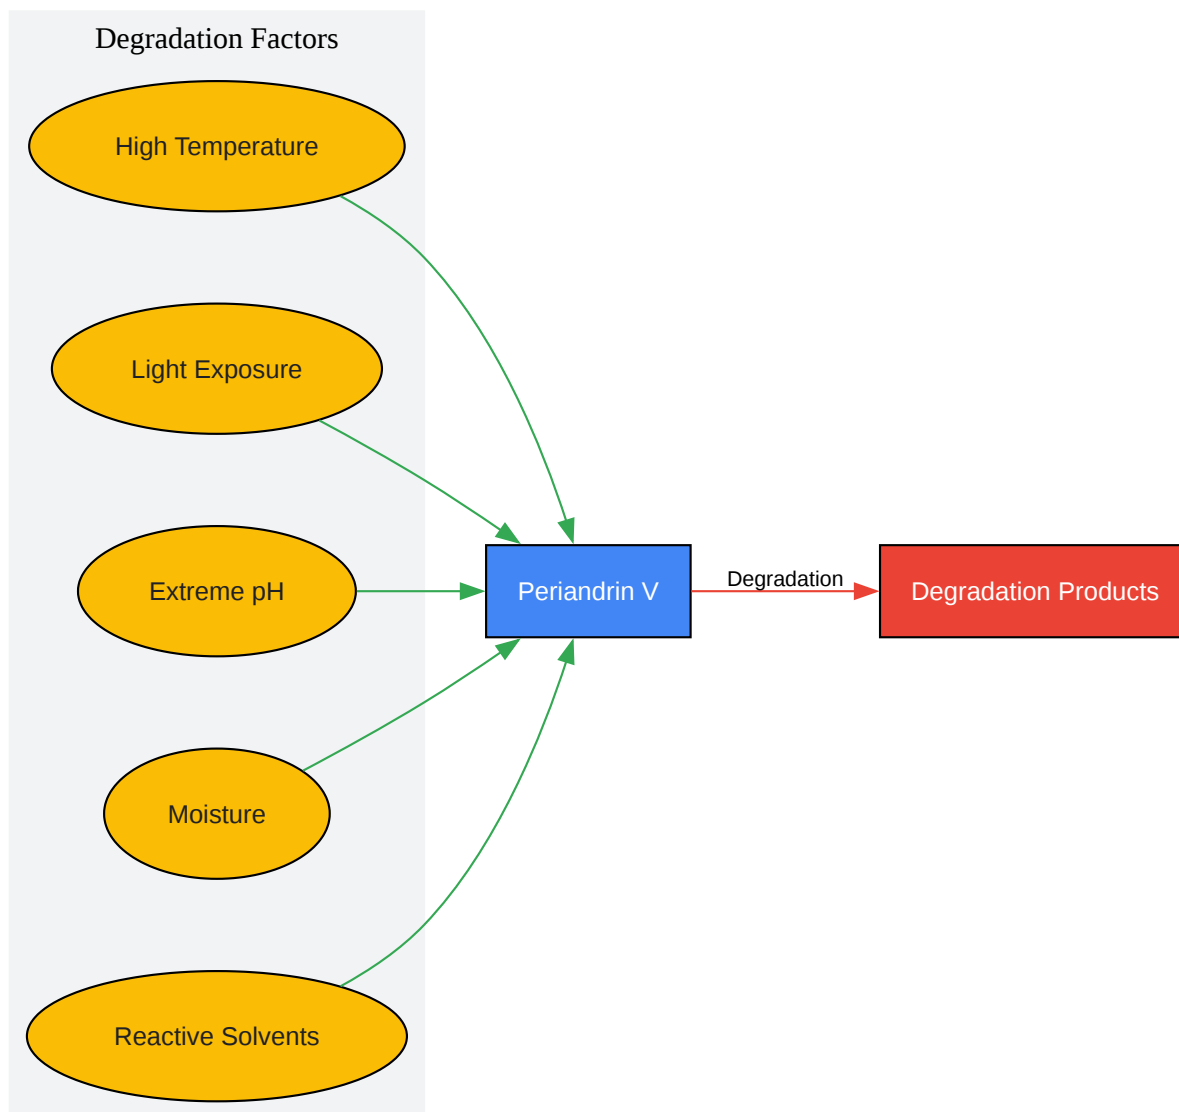 Degradation Factors
High Temperature
Light Exposure
Extreme pH
Periandrin V
Degradation
Degradation Products
Moisture
Reactive Solvents